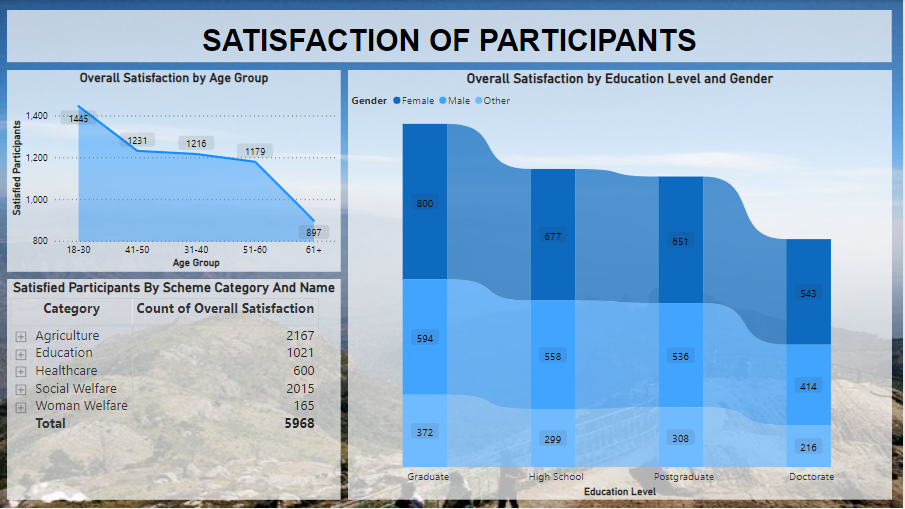 SATISFACTION OF PARTICIPANTS
Overall Satisfaction by Age Group
Satisfied Participants
1,400
1,200
1,000
800
1445
1231
1216
1179
897
18-30
41-50
31-40
51-60
61+
Age Group
Satisfied Participants By Scheme Category And Name
Category Count of Overall Satisfaction
Agriculture 2167
Education 1021
Healthcare 600
Social Welfare 2015
Woman Welfare 165
Total 5968
Overall Satisfaction by Education Level and Gender
Gender Female Male Other
800
677
651
543
594
558
536
414
372
299
308
216
Graduate
High School
Postgraduate
Doctorate
Education Level